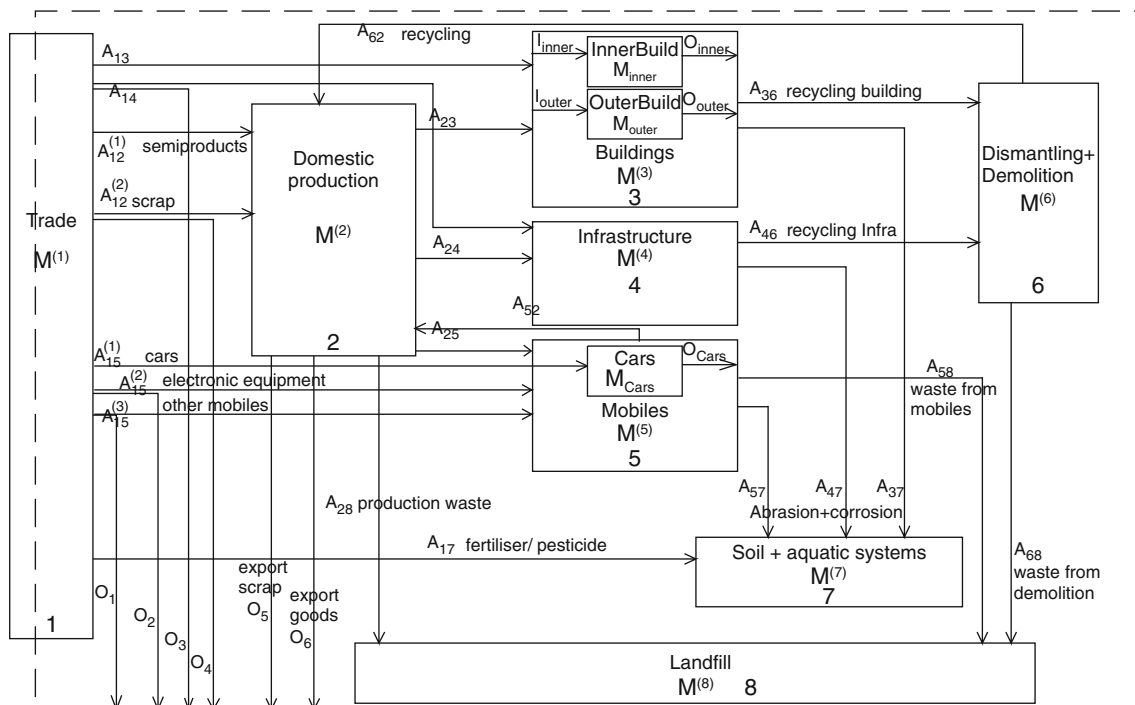 A62 recycling
A13
A14
A12(1) semiproducts
A12(2) scrap
Trade
M(1)
1
Domestic
production
M(2)
2
A23
A24
A25
A52
Iinner
InnerBuild
Minner
Oinner
Iouter
OuterBuild
Mouter
Oouter
Buildings
M(3)
3
A36 recycling building
Infrastructure
M(4)
4
A46 recycling Infra
Dismantling+
Demolition
M(6)
6
A15(1) cars
A15(2) electronic equipment
A15(3) other mobiles
Cars
MCars
OCars
Mobiles
M(5)
5
A58
waste from
mobiles
A28 production waste
A57
A47
A37
Abrasion+corrosion
A17 fertiliser/ pesticide
Soil + aquatic systems
M(7)
7
A68
waste from
demolition
O1
O2
O3
O4
export
scrap
O5
export
goods
O6
Landfill
M(8) 8